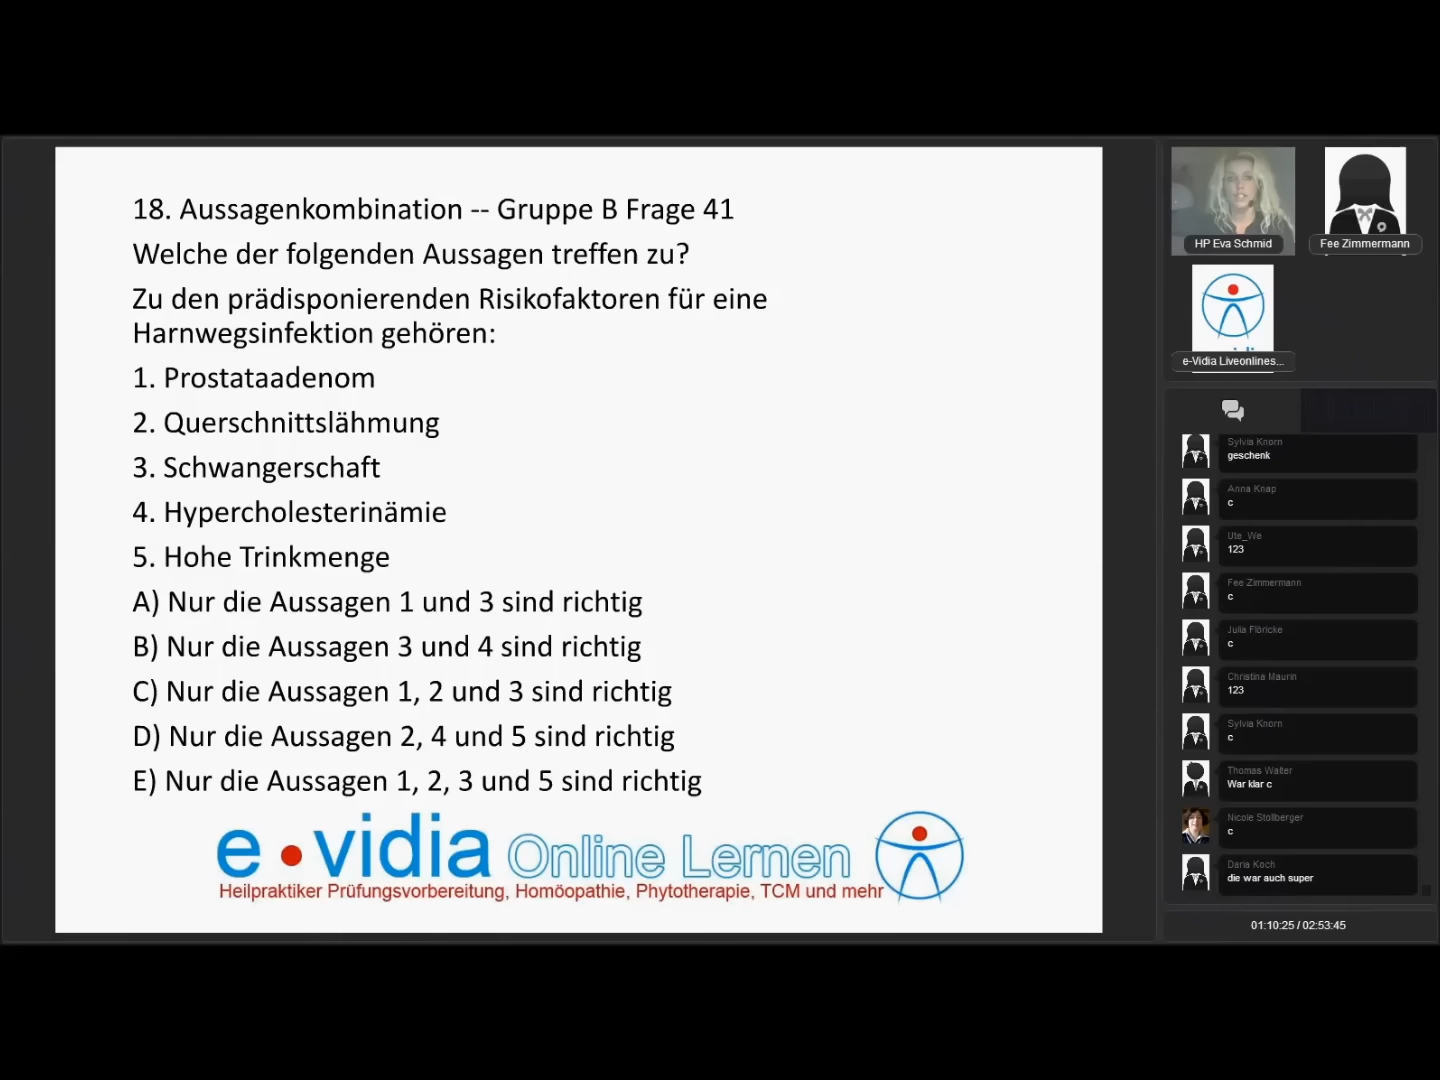 18. Aussagenkombination -- Gruppe B Frage 41
Welche der folgenden Aussagen treffen zu?
Zu den prädisponierenden Risikofaktoren für eine
Harnwegsinfektion gehören:
1. Prostataadenom
2. Querschnittslähmung
3. Schwangerschaft
4. Hypercholesterinämie
5. Hohe Trinkmenge
A) Nur die Aussagen 1 und 3 sind richtig
B) Nur die Aussagen 3 und 4 sind richtig
C) Nur die Aussagen 1, 2 und 3 sind richtig
D) Nur die Aussagen 2, 4 und 5 sind richtig
E) Nur die Aussagen 1, 2, 3 und 5 sind richtig
e•vidia Online Lernen
Heilpraktiker Prüfungsvorbereitung, Homöopathie, Phytotherapie, TCM und mehr
HP Eva Schmid
Fee Zimmermann
e-Vidia Liveonlines...
Sylvia Knorn
geschenk
Anna Knap
c
Ute_We
123
Fee Zimmermann
c
Julia Flöricke
c
Christina Maurin
123
Sylvia Knorn
c
Thomas Walter
War klar c
Nicole Stollberger
c
Daria Koch
die war auch super
01:10:25 / 02:53:45